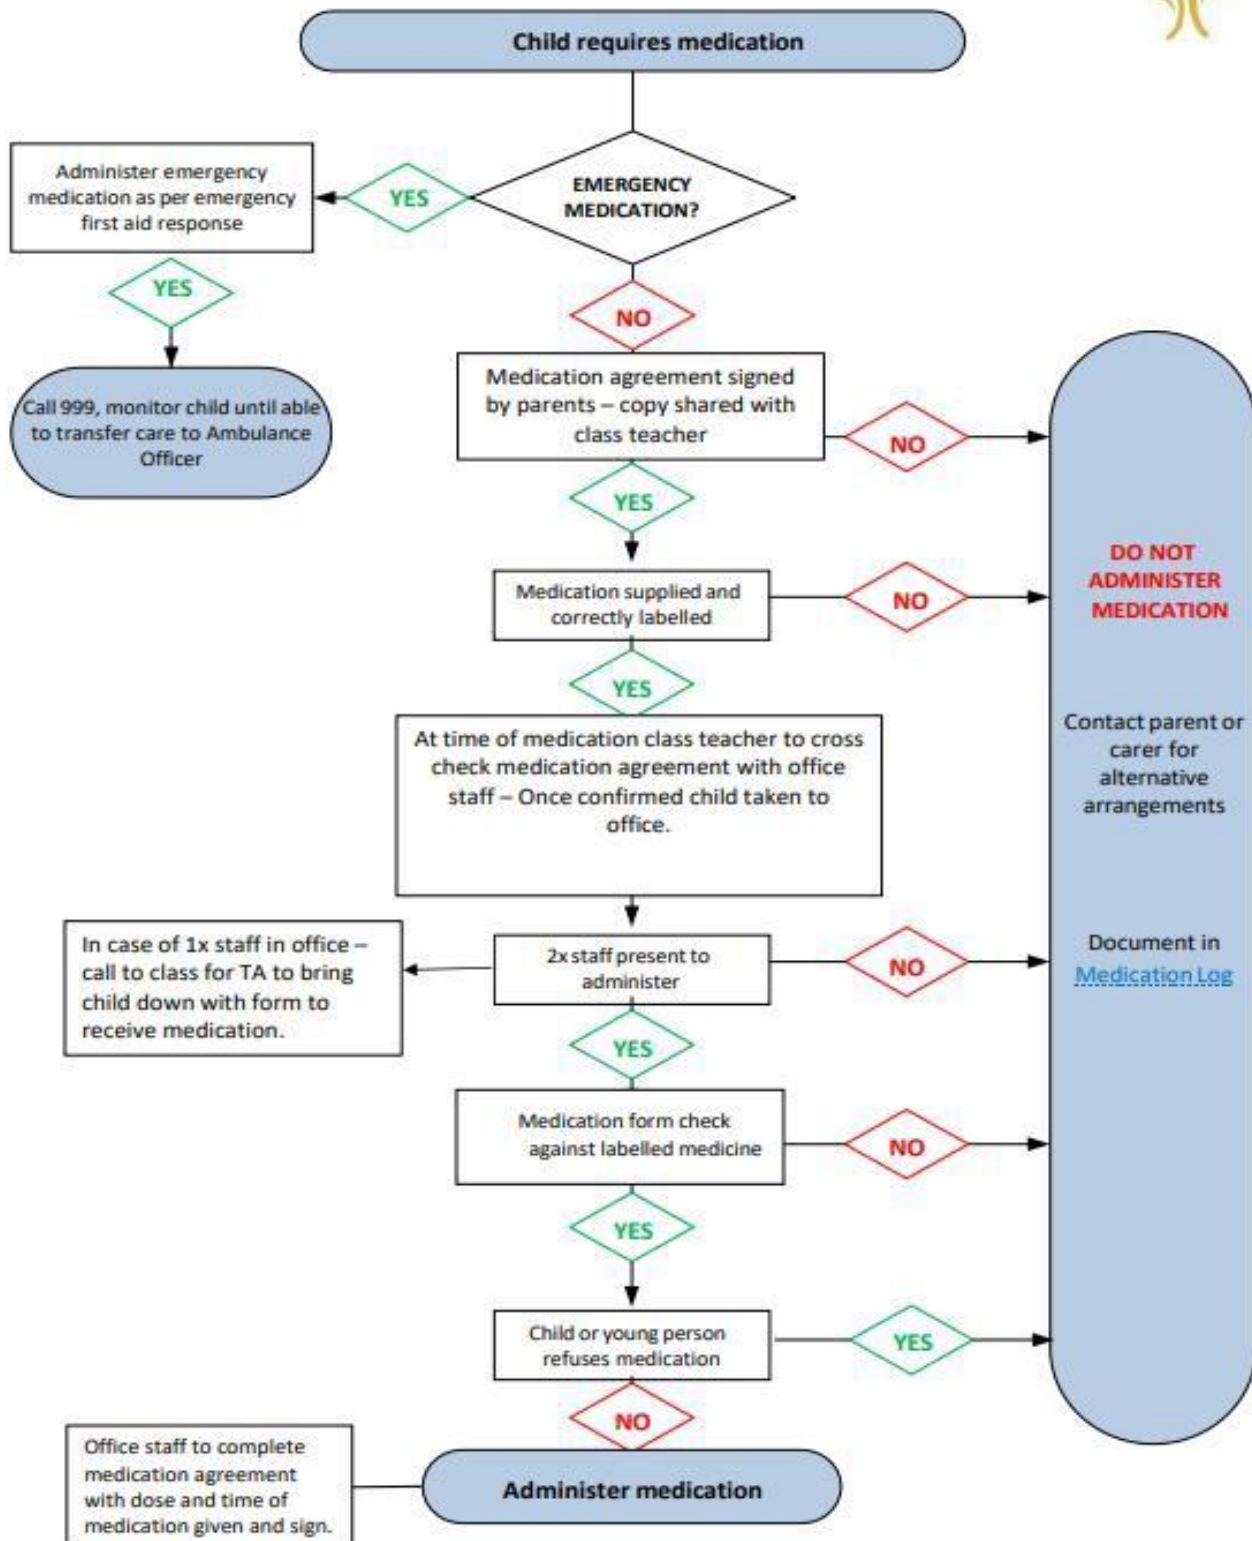 Child requires medication
EMERGENCY
MEDICATION?
YES
Administer emergency
medication as per emergency
first aid response
YES
Call 999, monitor child until able
to transfer care to Ambulance
Officer
NO
Medication agreement signed
by parents – copy shared with
class teacher
NO
YES
Medication supplied and
correctly labelled
NO
YES
At time of medication class teacher to cross
check medication agreement with office
staff – Once confirmed child taken to
office.
2x staff present to
administer
NO
In case of 1x staff in office –
call to class for TA to bring
child down with form to
receive medication.
YES
Medication form check
against labelled medicine
NO
YES
Child or young person
refuses medication
YES
NO
Administer medication
Office staff to complete
medication agreement
with dose and time of
medication given and sign.
DO NOT
ADMINISTER
MEDICATION
Contact parent or
carer for
alternative
arrangements
Document in
Medication Log